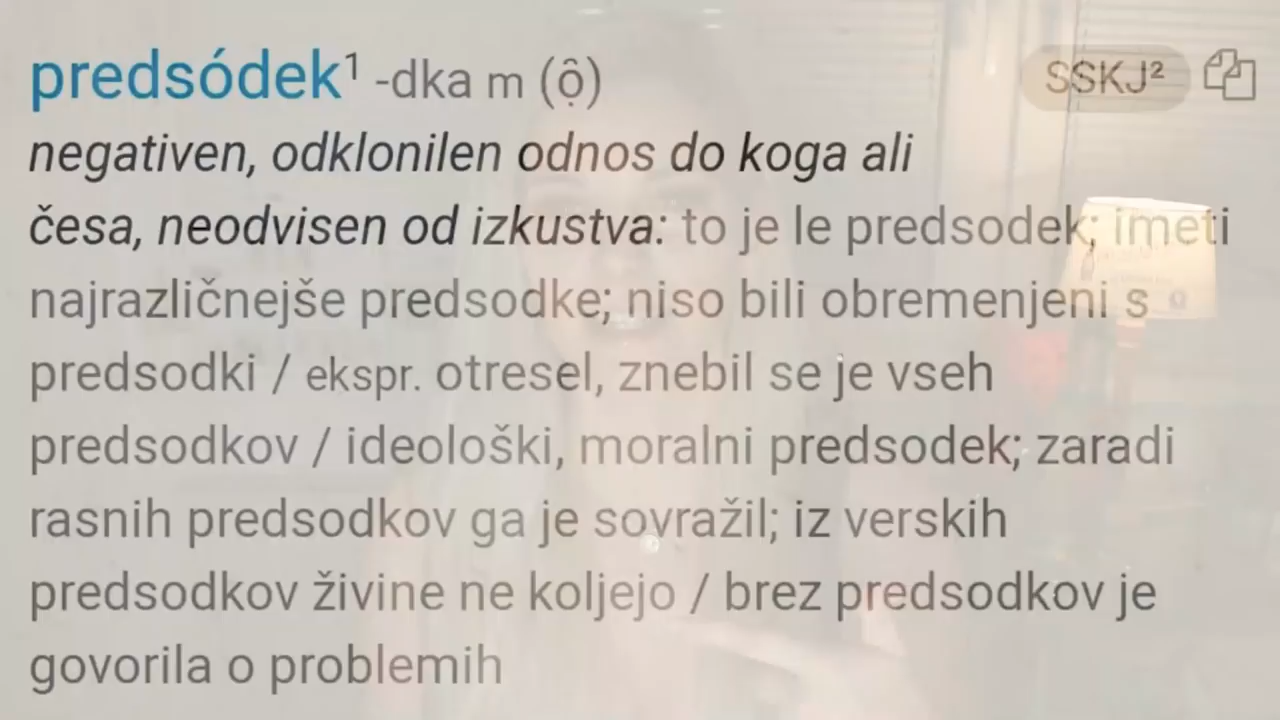 predsódek¹ -dka m (ọ̑) SSKJ²
negativen, odklonilen odnos do koga ali
česa, neodvisen od izkustva: to je le predsodek; imeti
najrazličnejše predsodke; niso bili obremenjeni s
predsodki / ekspr. otresel, znebil se je vseh
predsodkov / ideološki, moralni predsodek; zaradi
rasnih predsodkov ga je sovražil; iz verskih
predsodkov živine ne koljejo / brez predsodkov je
govorila o problemih